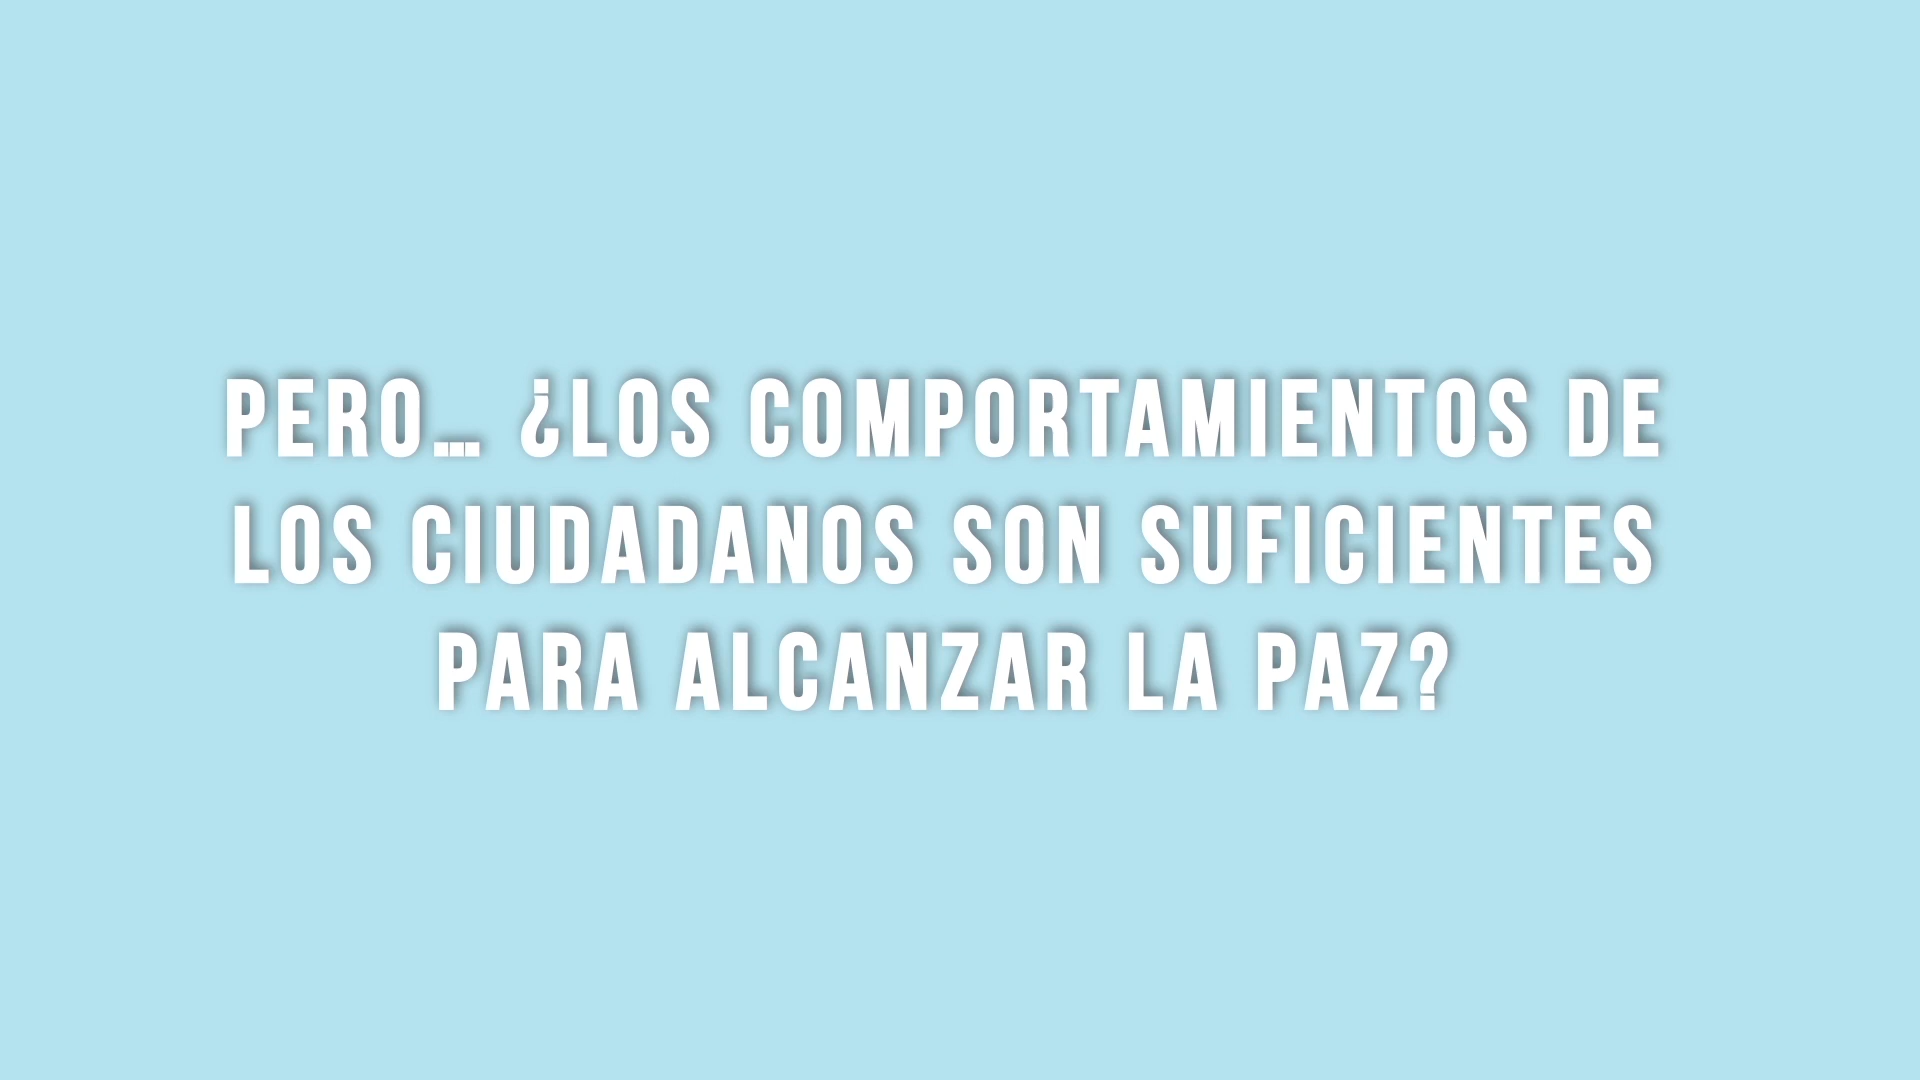 PERO... ¿LOS COMPORTAMIENTOS DE
LOS CIUDADANOS SON SUFICIENTES
PARA ALCANZAR LA PAZ?